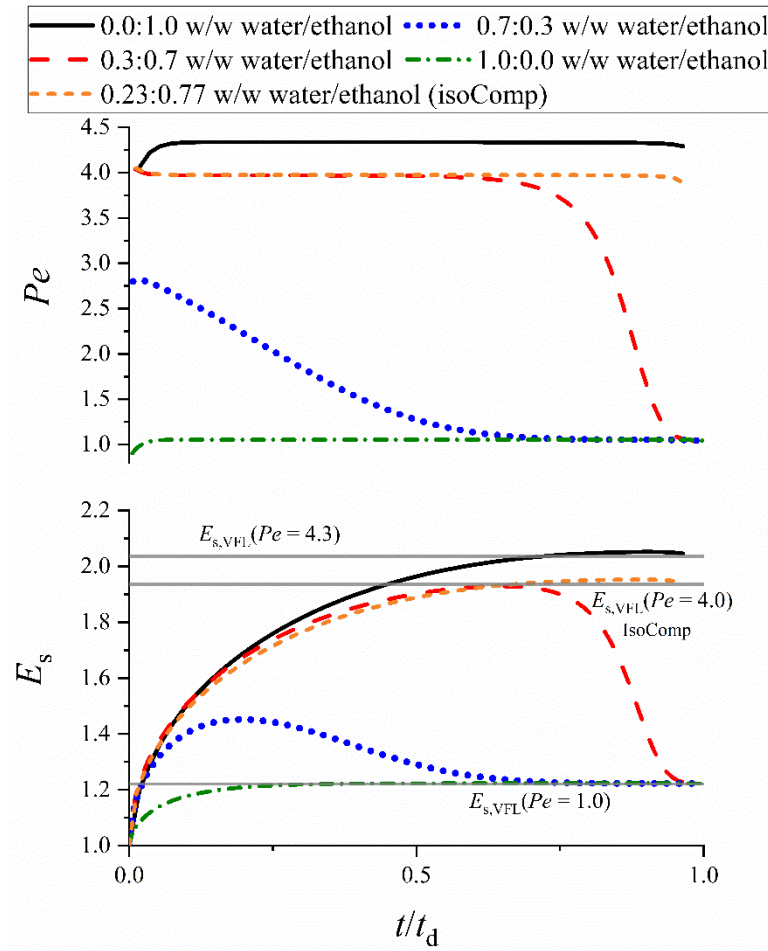 0.0:1.0 w/w water/ethanol 0.7:0.3 w/w water/ethanol
0.3:0.7 w/w water/ethanol 1.0:0.0 w/w water/ethanol
0.23:0.77 w/w water/ethanol (isoComp)
4.5
4.0
3.5
3.0
2.5
2.0
1.5
1.0
Pe
2.2
2.0
1.8
1.6
1.4
1.2
1.0
Es
Es,VFL(Pe = 4.3)
Es,VFL(Pe = 4.0)
IsoComp
Es,VFL(Pe = 1.0)
0.0 0.5 1.0
t/td